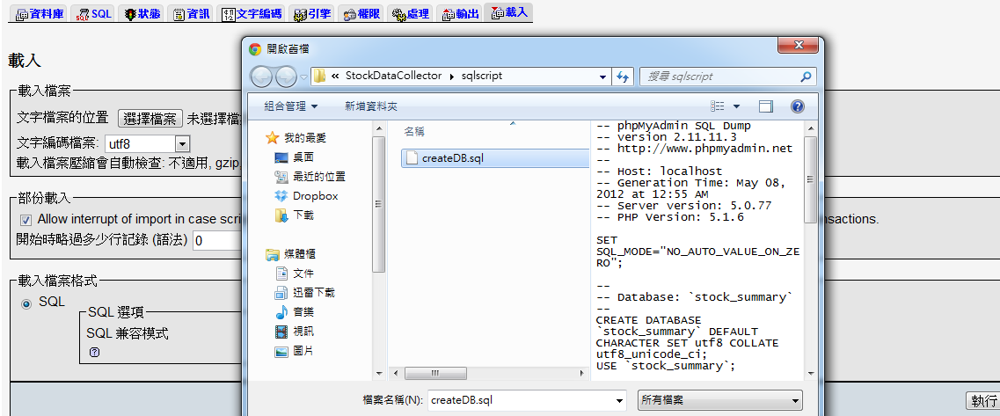 資料庫 SQL 狀態 資訊 文字編碼 引擎 權限 處理 輸出 載入
載入
載入檔案
文字檔案的位置 選擇檔案 未選擇檔
文字編碼檔案: utf8
載入檔案壓縮會自動檢查: 不適用, gzip,
部份載入
Allow interrupt of import in case scri
nsactions.
開始時略過多少行記錄 (語法) 0
載入檔案格式
SQL
SQL 選項
SQL 兼容模式
執行
開啟舊檔
« StockDataCollector sqlscript
搜尋 sqlscript
組合管理 新增資料夾
我的最愛
桌面
最近的位置
Dropbox
下載
媒體櫃
文件
迅雷下載
音樂
視訊
圖片
名稱
createDB.sql
-- phpMyAdmin SQL Dump
-- version 2.11.11.3
-- http://www.phpmyadmin.net
--
-- Host: localhost
-- Generation Time: May 08,
2012 at 12:55 AM
-- Server version: 5.0.77
-- PHP Version: 5.1.6
SET
SQL_MODE="NO_AUTO_VALUE_ON_ZE
RO";
--
-- Database: `stock_summary`
--
CREATE DATABASE
`stock_summary` DEFAULT
CHARACTER SET utf8 COLLATE
utf8_unicode_ci;
USE `stock_summary`;
檔案名稱(N): createDB.sql
所有檔案